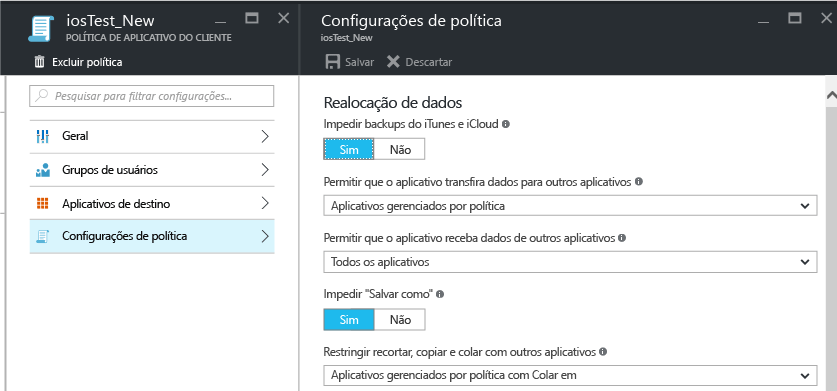 iosTest_New
POLÍTICA DE APLICATIVO DO CLIENTE
Excluir política
Pesquisar para filtrar configurações...
Geral
Grupos de usuários
Aplicativos de destino
Configurações de política
Configurações de política
iosTest_New
Salvar
Descartar
Realocação de dados
Impedir backups do iTunes e iCloud
Sim
Não
Permitir que o aplicativo transfira dados para outros aplicativos
Aplicativos gerenciados por política
Permitir que o aplicativo receba dados de outros aplicativos
Todos os aplicativos
Impedir "Salvar como"
Sim
Não
Restringir recortar, copiar e colar com outros aplicativos
Aplicativos gerenciados por política com Colar em